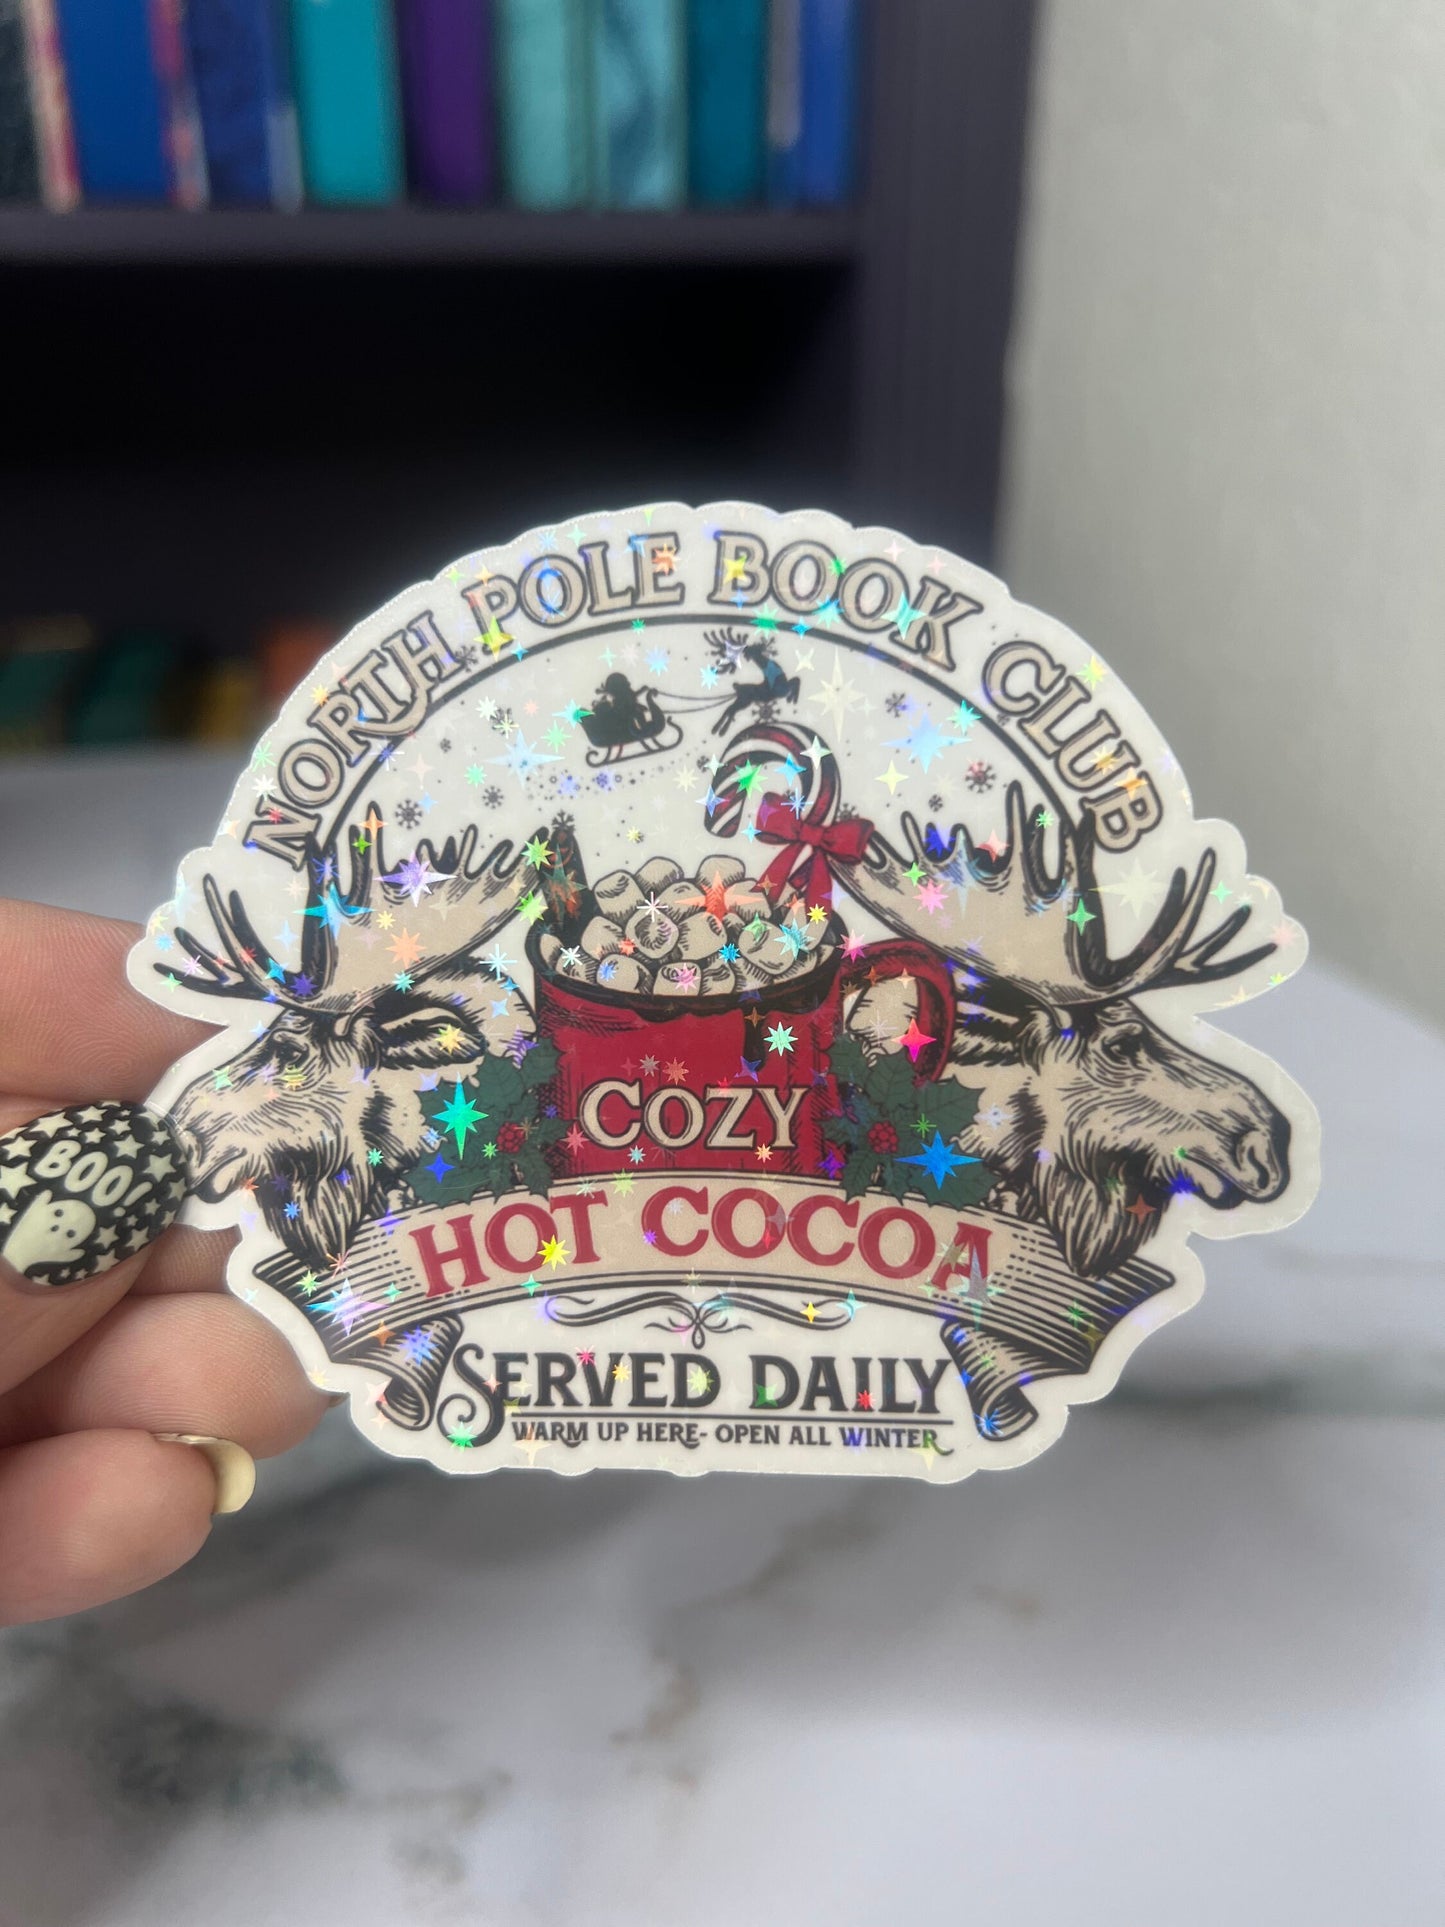 NORTH POLE BOOK CLUB
COZY
HOT COCOA
SERVED DAILY
WARM UP HERE- OPEN ALL WINTER
BOO!